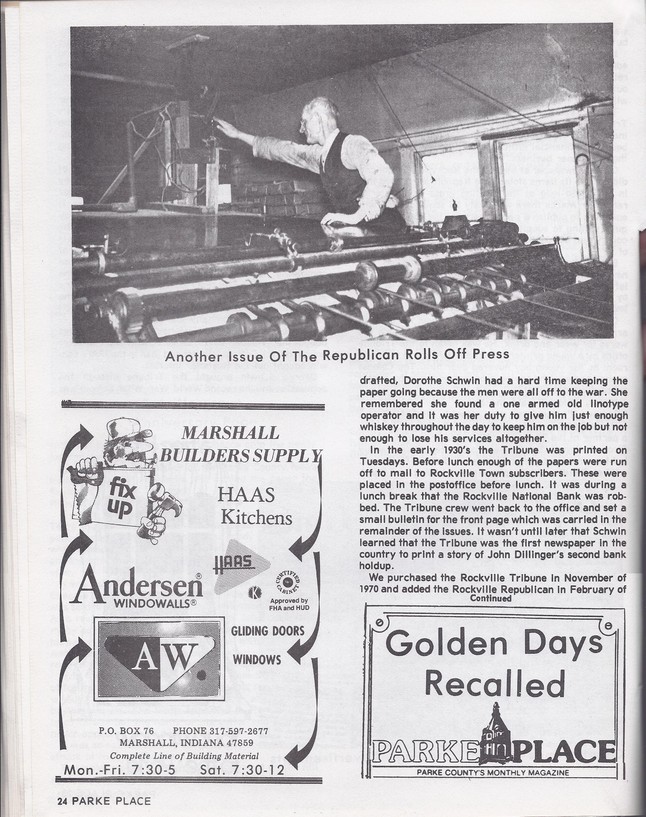 Another Issue Of The Republican Rolls Off Press
MARSHALL
BUILDERS SUPPLY
fix
up
HAAS
Kitchens
HAAS
CERTIFIED
CABINET
K
Approved by
FHA and HUD
Andersen®
WINDOWALLS®
AW
GLIDING DOORS
WINDOWS
P.O. BOX 76 PHONE 317-597-2677
MARSHALL, INDIANA 47859
Complete Line of Building Material
Mon.-Fri. 7:30-5 Sat. 7:30-12
24 PARKE PLACE
drafted, Dorothe Schwin had a hard time keeping the
paper going because the men were all off to the war. She
remembered she found a one armed old linotype
operator and it was her duty to give him just enough
whiskey throughout the day to keep him on the job but not
enough to lose his services altogether.
In the early 1930's the Tribune was printed on
Tuesdays. Before lunch enough of the papers were run
off to mail to Rockville Town subscribers. These were
placed in the postoffice before lunch. It was during a
lunch break that the Rockville National Bank was rob-
bed. The Tribune crew went back to the office and set a
small bulletin for the front page which was carried in the
remainder of the issues. It wasn't until later that Schwin
learned that the Tribune was the first newspaper in the
country to print a story of John Dillinger's second bank
holdup.
We purchased the Rockville Tribune in November of
1970 and added the Rockville Republican in February of
Continued
Golden Days
Recalled
PARKE PLACE
PARKE COUNTY'S MONTHLY MAGAZINE